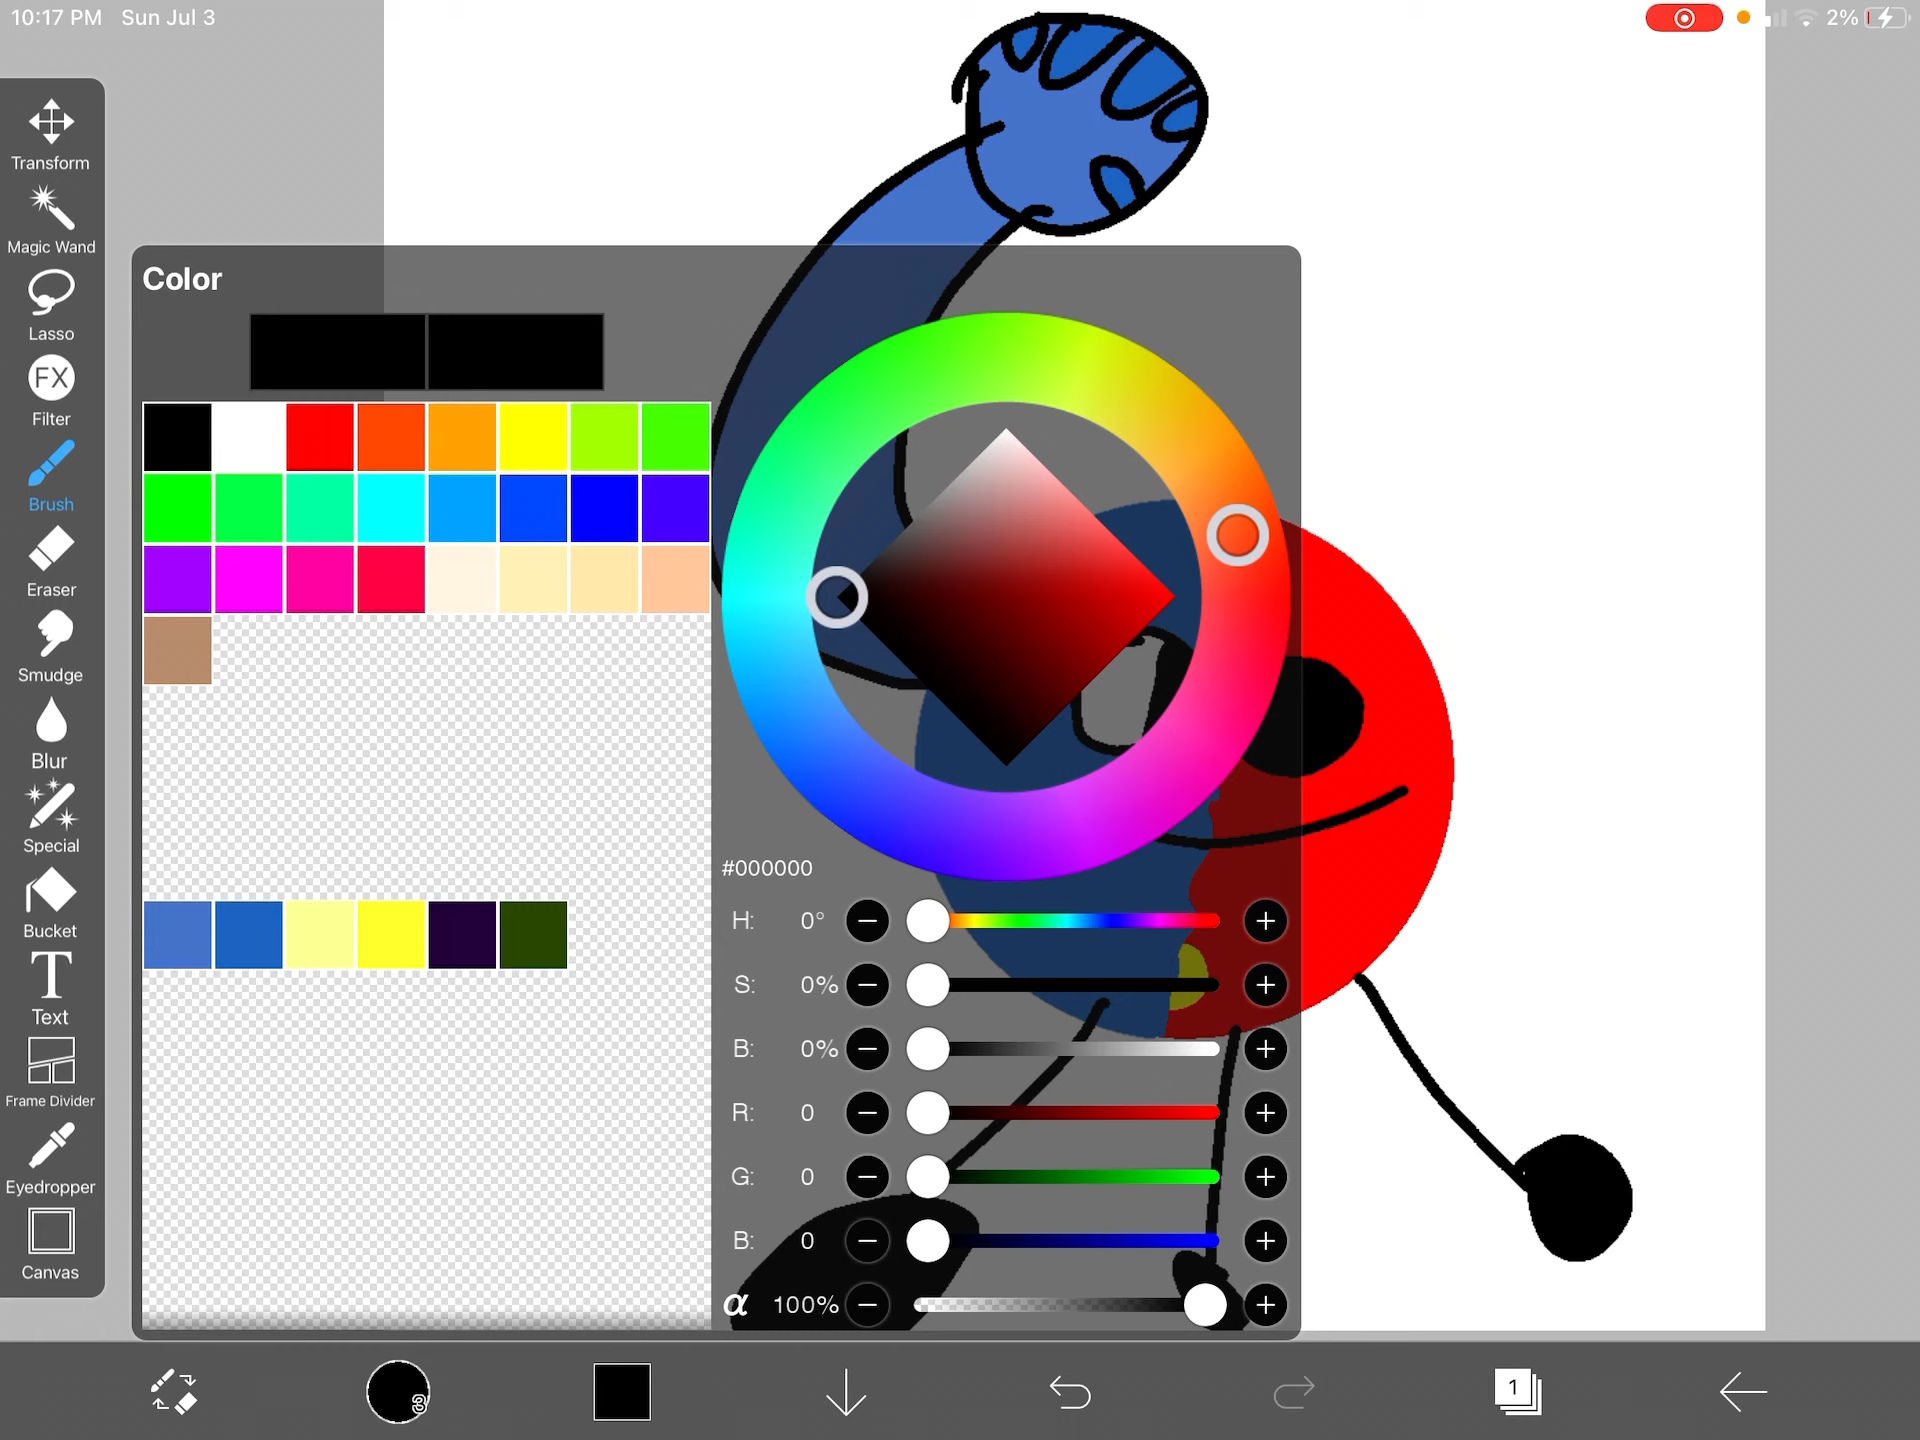 10:17 PM Sun Jul 3
2%
Transform
Magic Wand
Lasso
FX
Filter
Brush
Eraser
Smudge
Blur
Special
Bucket
T
Text
Frame Divider
Eyedropper
Canvas
Color
#000000
H: 0°
S: 0%
B: 0%
R: 0
G: 0
B: 0
α 100%
3
1